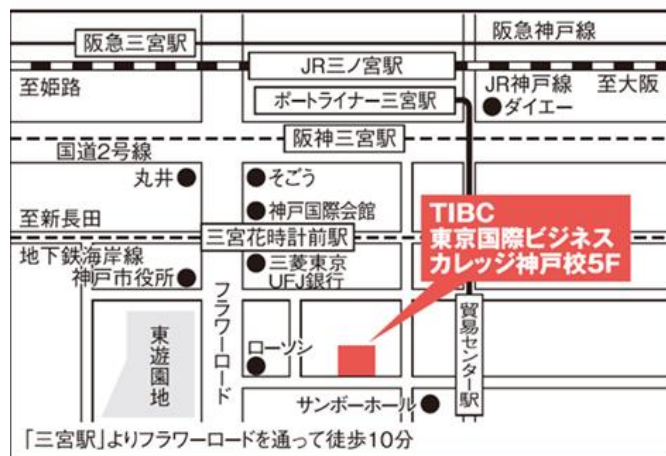 阪急神戸線
阪急三宮駅
JR三ノ宮駅
至姫路
JR神戸線
至大阪
ポートライナー三宮駅
ダイエー
阪神三宮駅
国道2号線
丸井
そごう
神戸国際会館
至新長田
三宮花時計前駅
TIBC
東京国際ビジネス
カレッジ神戸校5F
地下鉄海岸線
神戸市役所
三菱東京
UFJ銀行
フラワーロード
貿易センター駅
東遊園地
ローソン
サンボーホール
「三宮駅」よりフラワーロードを通って徒歩10分